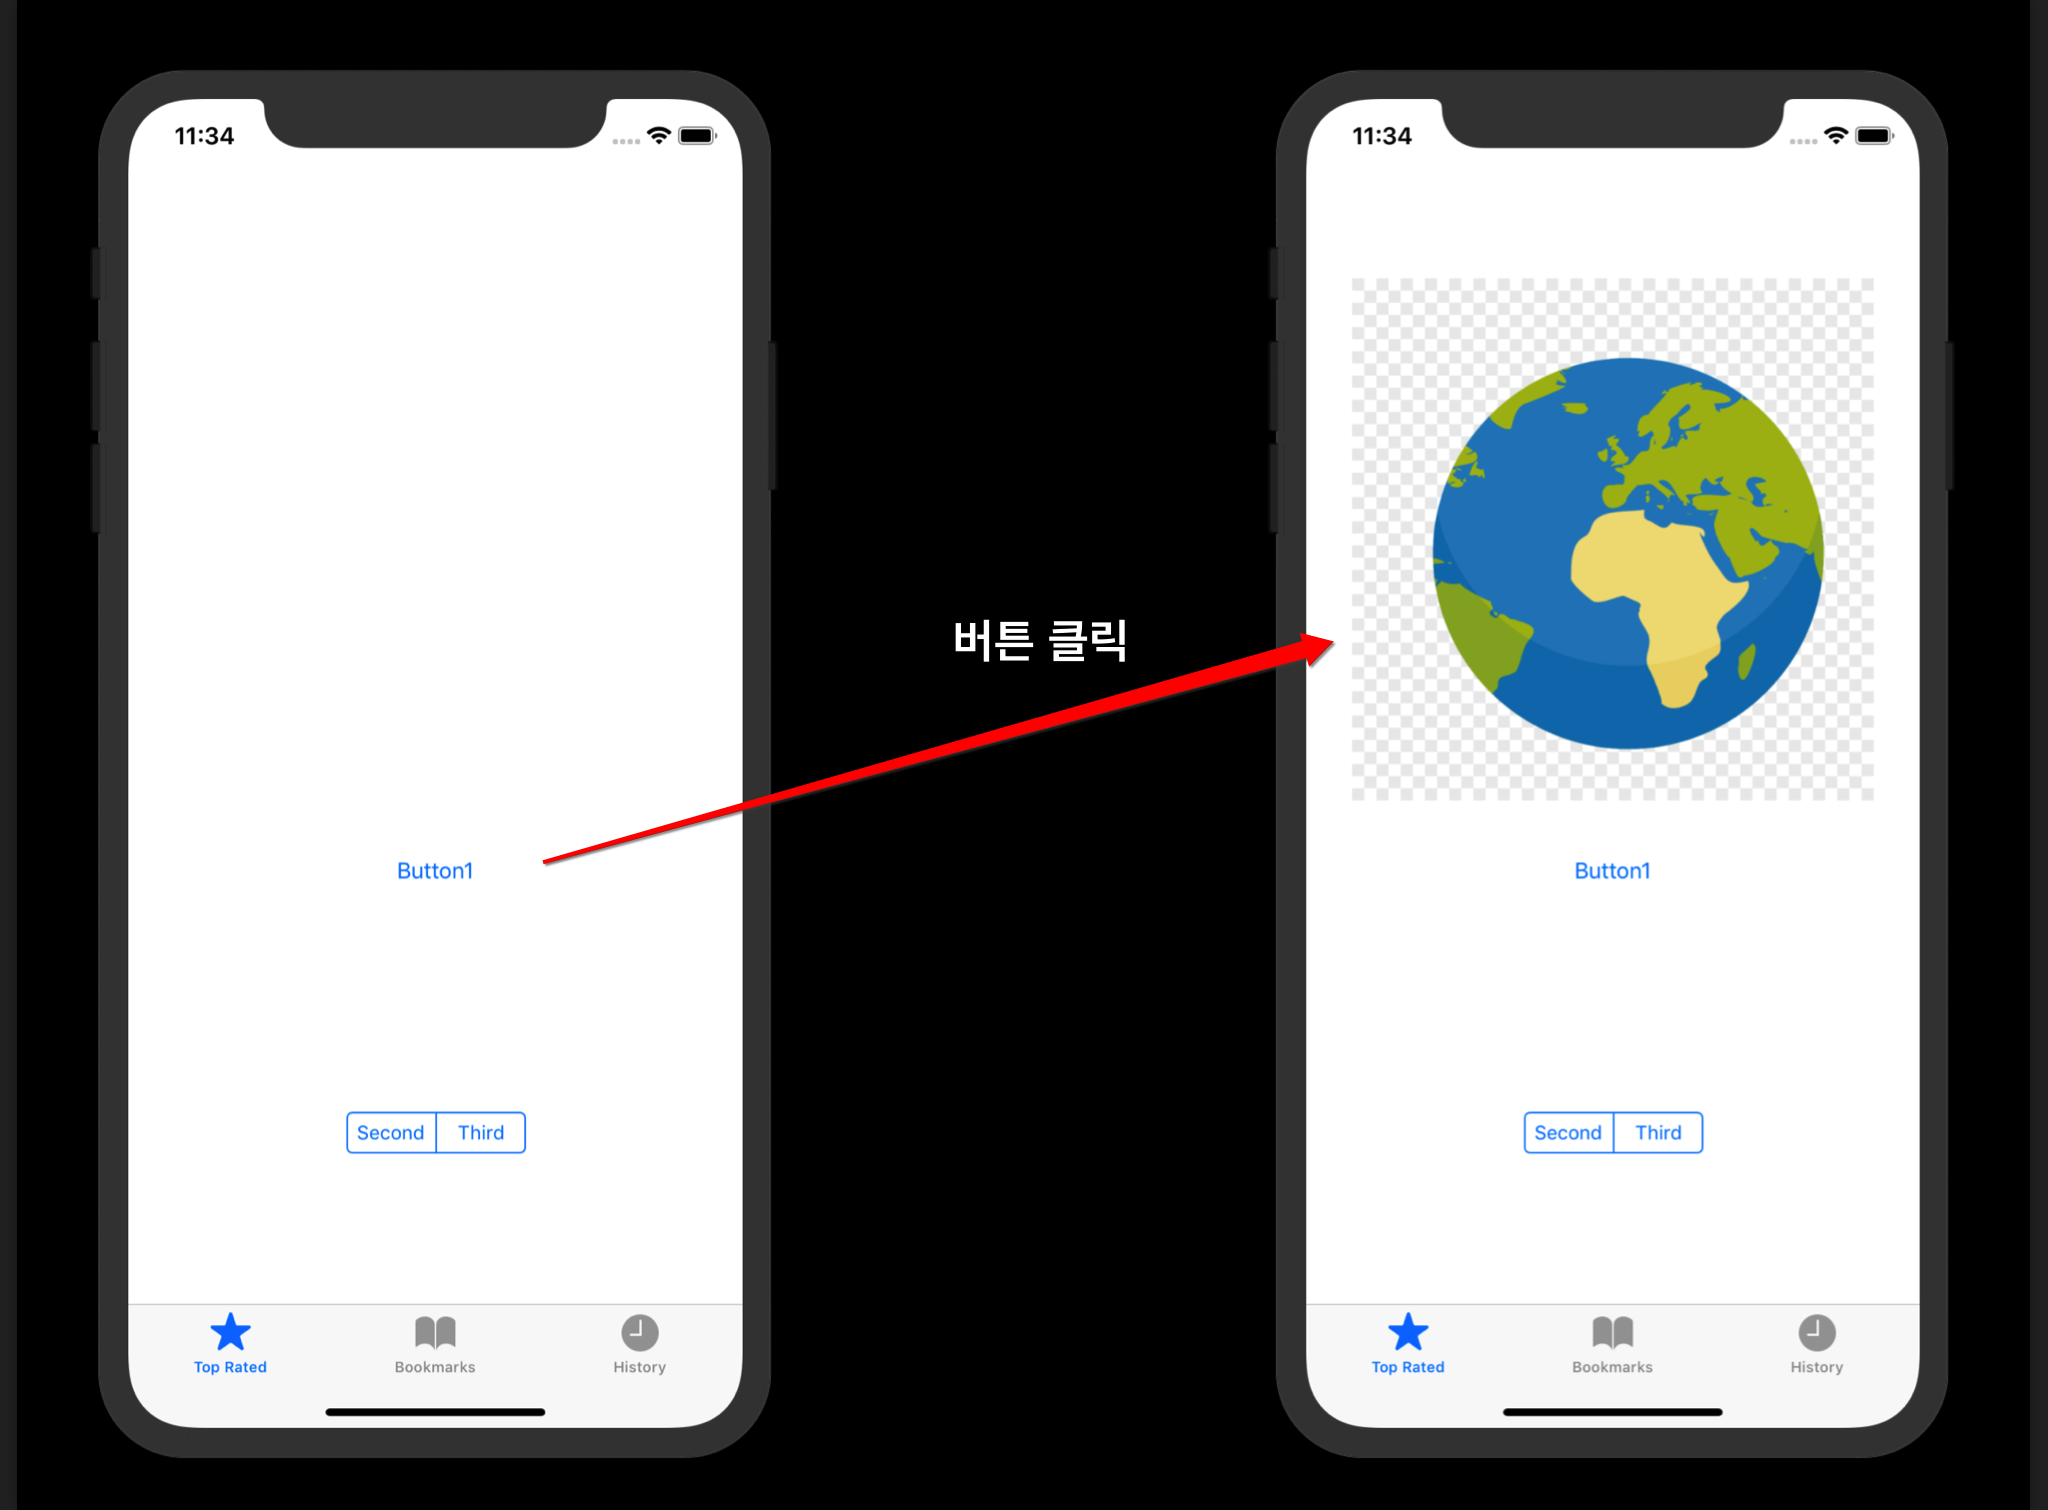 11:34
Button1
Second Third
Top Rated Bookmarks History
버튼 클릭
11:34
Button1
Second Third
Top Rated Bookmarks History